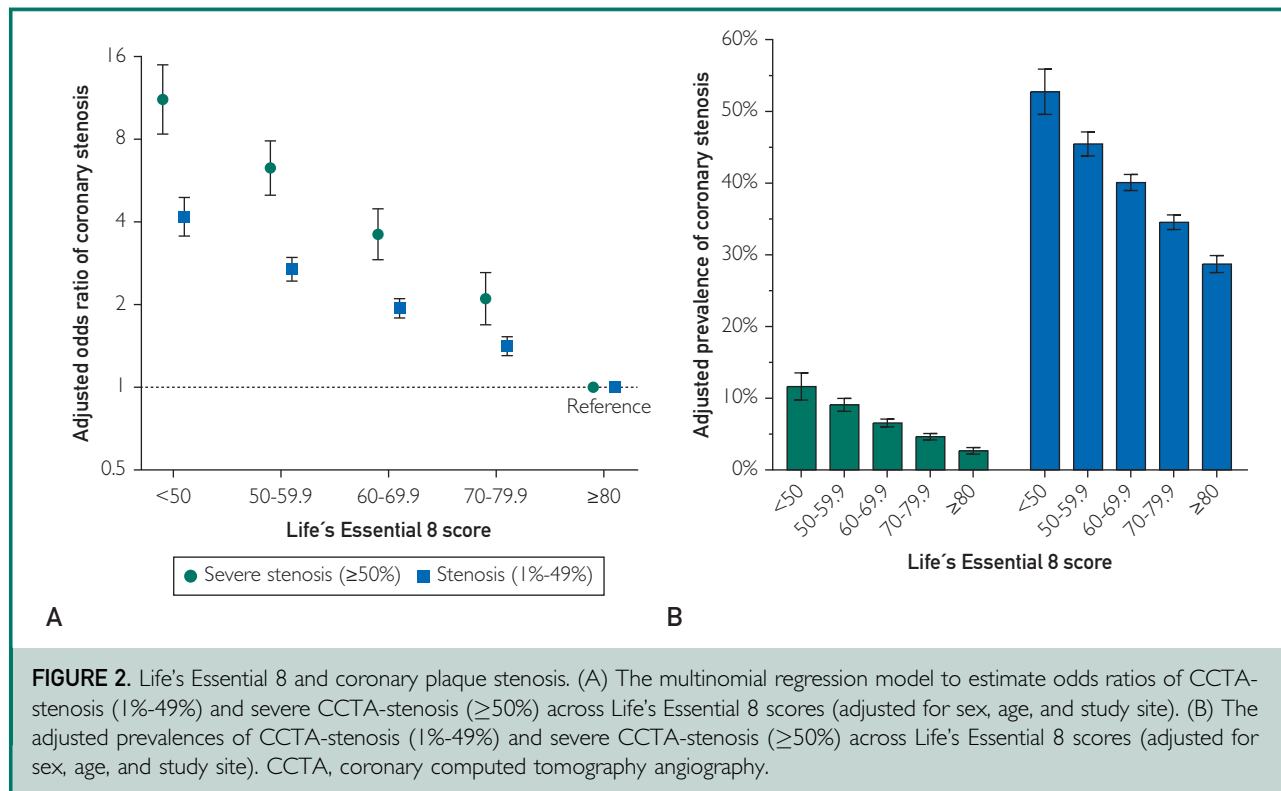 Adjusted odds ratio of coronary stenosis
16
8
4
2
1
0.5
Reference
<50
50-59.9
60-69.9
70-79.9
≥80
Life´s Essential 8 score
Severe stenosis (≥50%)
Stenosis (1%-49%)
A
Adjusted prevalence of coronary stenosis
60%
50%
40%
30%
20%
10%
0%
<50
50-59.9
60-69.9
70-79.9
≥80
<50
50-59.9
60-69.9
70-79.9
≥80
Life´s Essential 8 score
B
FIGURE 2. Life's Essential 8 and coronary plaque stenosis. (A) The multinomial regression model to estimate odds ratios of CCTA-
stenosis (1%-49%) and severe CCTA-stenosis (≥50%) across Life's Essential 8 scores (adjusted for sex, age, and study site). (B) The
adjusted prevalences of CCTA-stenosis (1%-49%) and severe CCTA-stenosis (≥50%) across Life's Essential 8 scores (adjusted for
sex, age, and study site). CCTA, coronary computed tomography angiography.